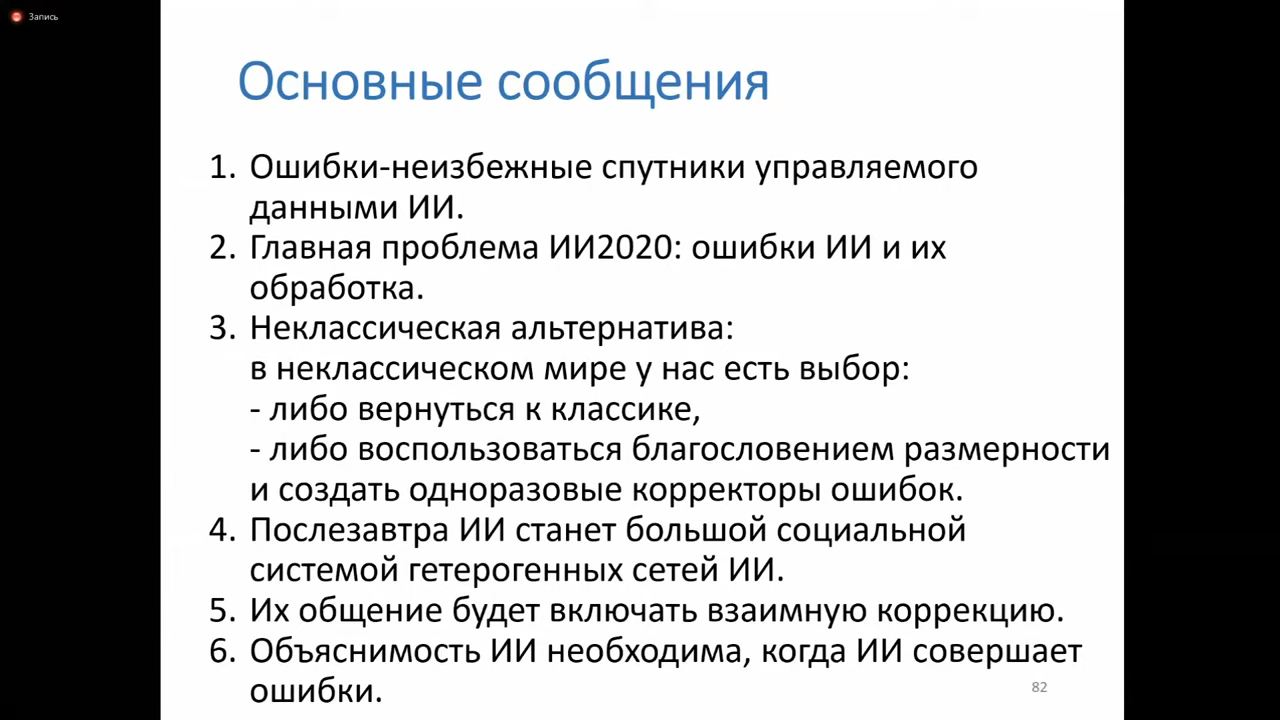 Запись
Основные сообщения
1. Ошибки-неизбежные спутники управляемого
данными ИИ.
2. Главная проблема ИИ2020: ошибки ИИ и их
обработка.
3. Неклассическая альтернатива:
в неклассическом мире у нас есть выбор:
- либо вернуться к классике,
- либо воспользоваться благословением размерности
и создать одноразовые корректоры ошибок.
4. Послезавтра ИИ станет большой социальной
системой гетерогенных сетей ИИ.
5. Их общение будет включать взаимную коррекцию.
6. Объяснимость ИИ необходима, когда ИИ совершает
ошибки.
82